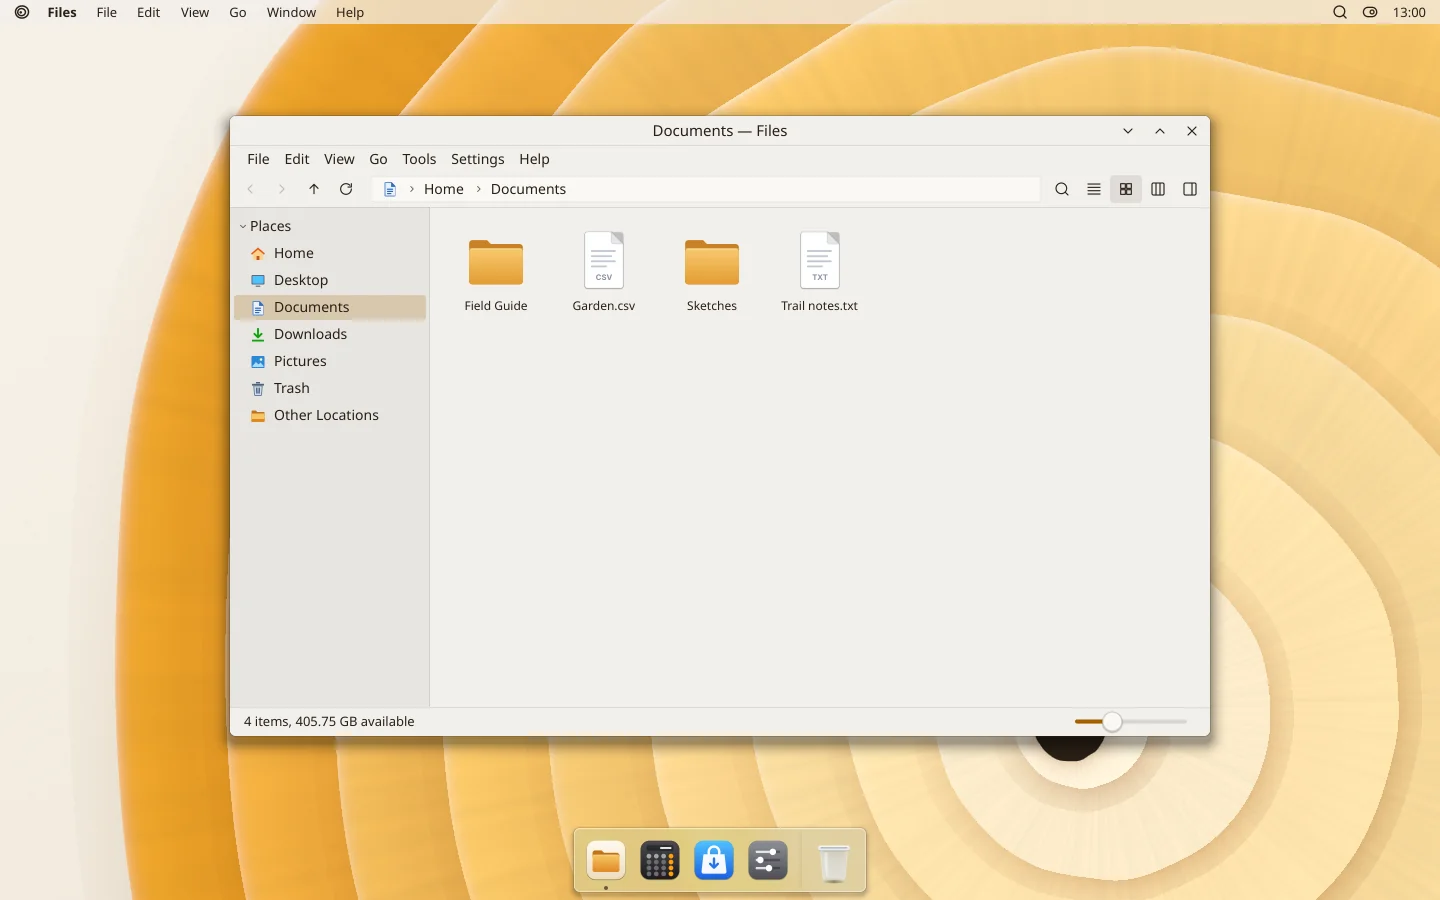 Files File Edit View Go Window Help 13:00
Documents — Files
File Edit View Go Tools Settings Help
Home Documents
Places
Home
Desktop
Documents
Downloads
Pictures
Trash
Other Locations
CSV TXT
Field Guide Garden.csv Sketches Trail notes.txt
4 items, 405.75 GB available